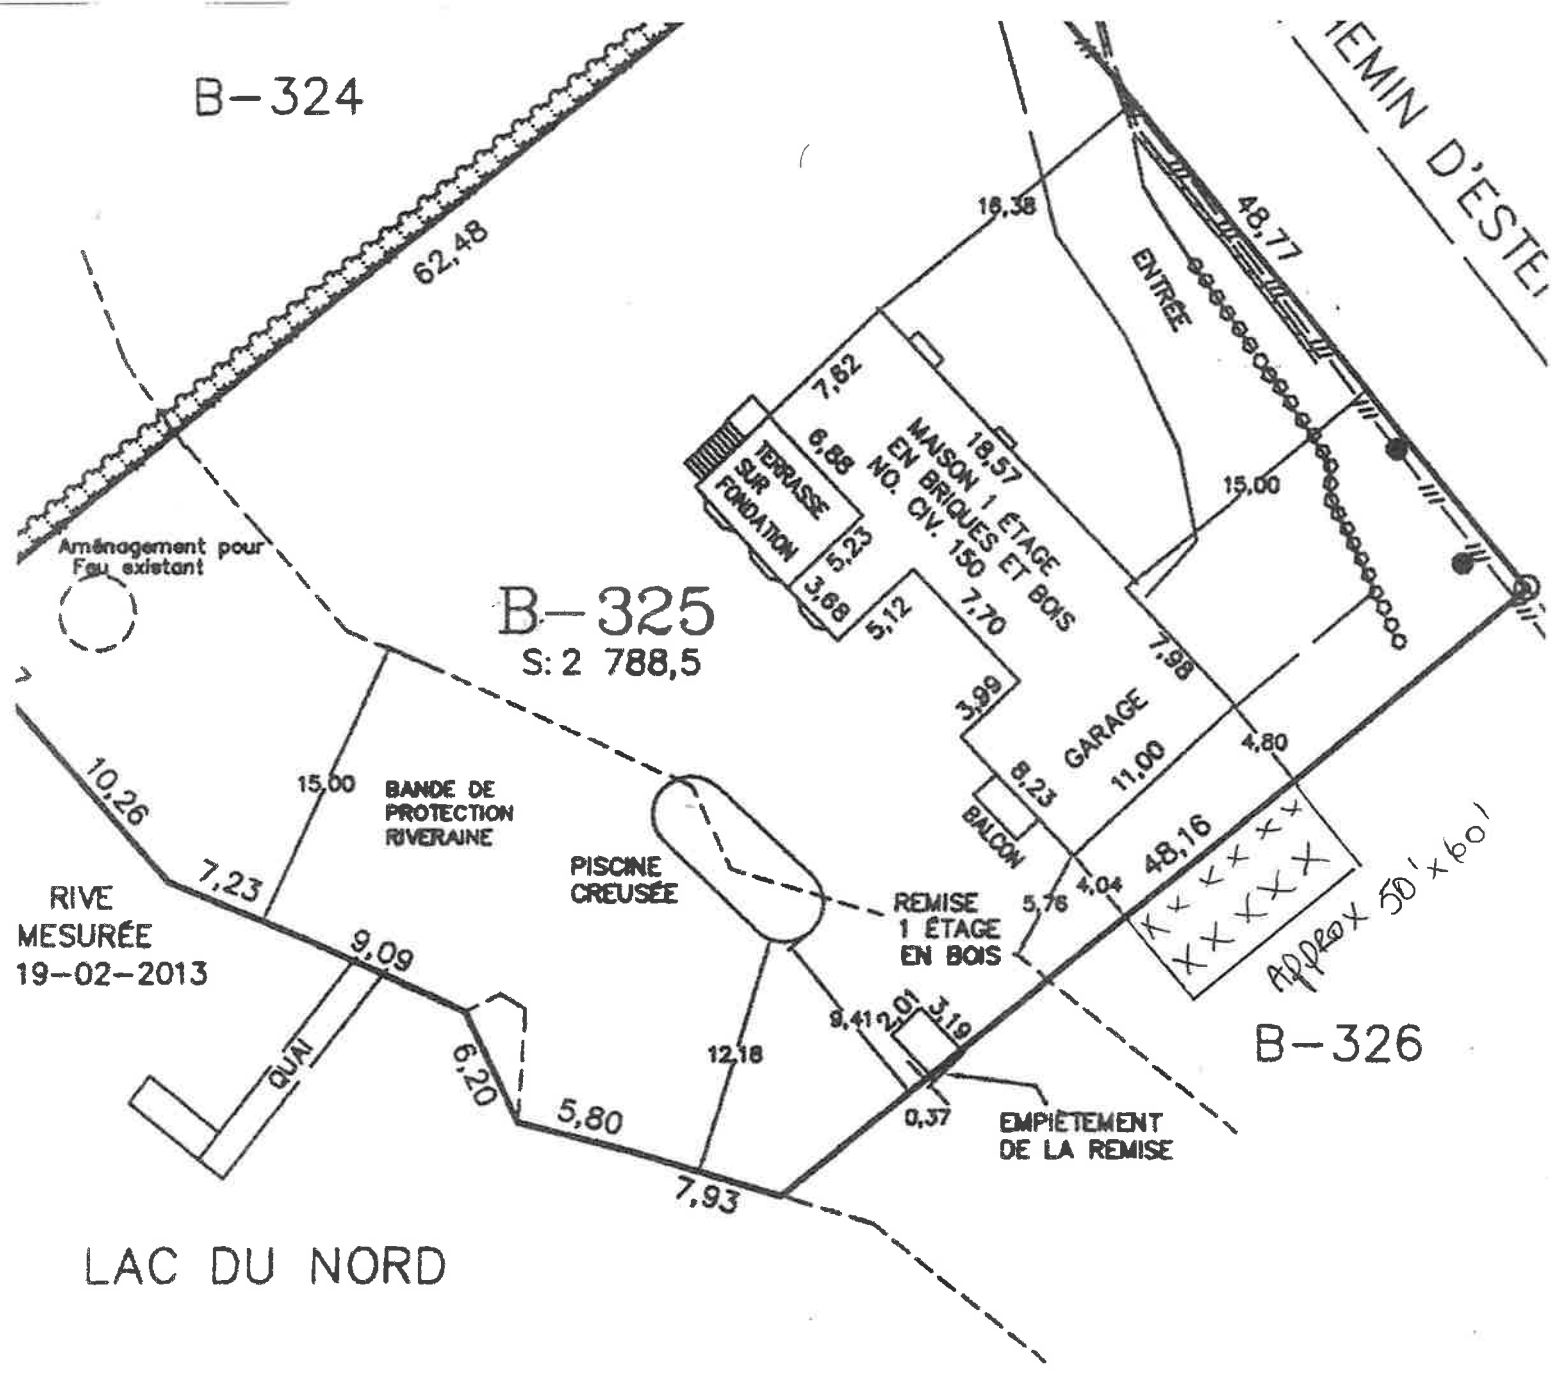 B-324
62,48
16,38
48,77
ENTRÉE
7,62
6,88
TERRASSE
SUR
FONDATION
5,23
3,68
5,12
18,57
MAISON 1 ÉTAGE
EN BRIQUES ET BOIS
NO. CIV. 150
7,70
15,00
7,98
3,99
GARAGE
8,23
11,00
4,80
BALCON
Aménagement pour
Feu existant
B-325
S: 2 788,5
10,26
15,00
BANDE DE
PROTECTION
RIVERAINE
7,23
RIVE
MESURÉE
19-02-2013
9,09
QUAI
6,20
5,80
7,93
PISCINE
CREUSÉE
12,18
9,41
REMISE
1 ÉTAGE
EN BOIS
5,76
4,04
48,16
2,01
3,19
0,37
EMPIÈTEMENT
DE LA REMISE
X X X X X X
X X X X X
APPROX 50' x 60'
B-326
LAC DU NORD